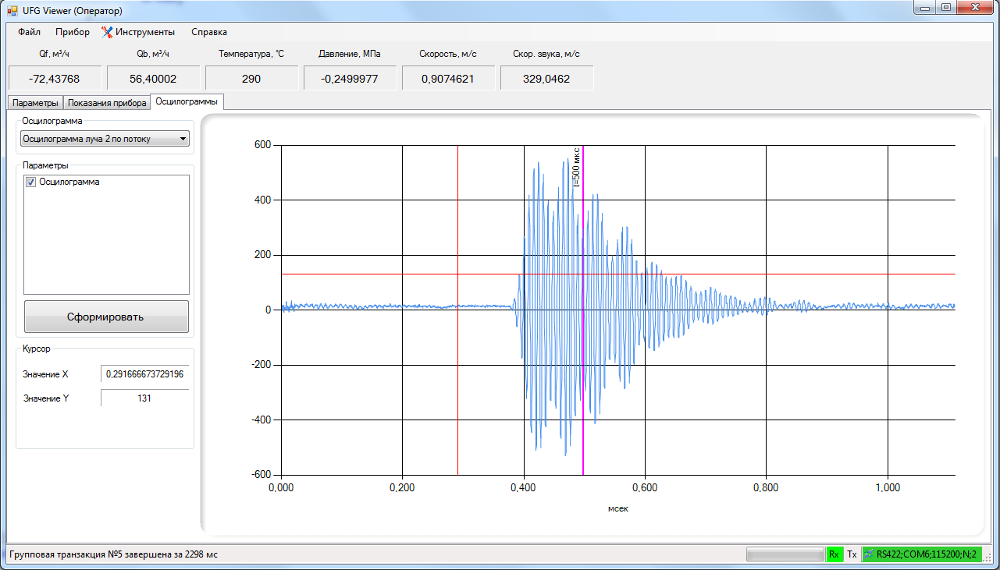 UFG Viewer (Оператор)
Файл Прибор Инструменты Справка
Qf, м³/ч Qb, м³/ч Температура, °C Давление, МПа Скорость, м/с Скор. звука, м/с
-72,43768 56,40002 290 -0,2499977 0,9074621 329,0462
Параметры Показания прибора Осцилограммы
Осцилограмма
Осцилограмма луча 2 по потоку
Параметры
Осцилограмма
Сформировать
Курсор
Значение X 0,291666673729196
Значение Y 131
600
400
200
0
-200
-400
-600
t=500 мкс
0,000 0,200 0,400 0,600 0,800 1,000
мсек
Групповая транзакция №5 завершена за 2298 мс Rx Tx RS422;COM6;115200;N;2